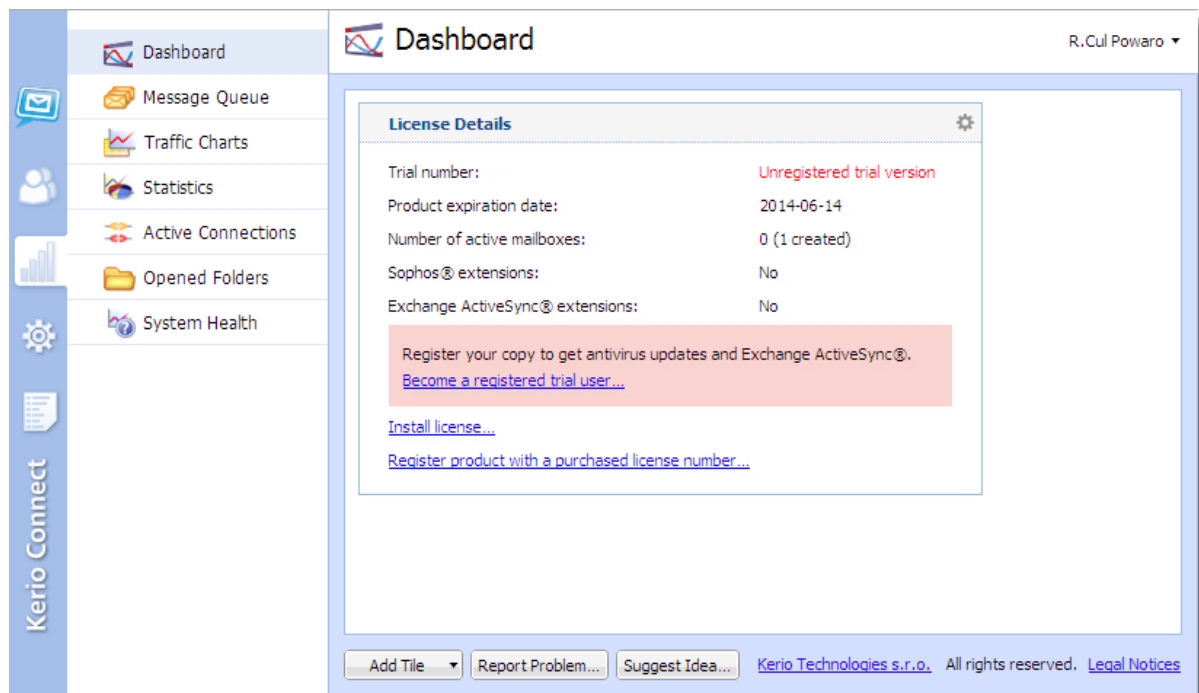 Kerio Connect
Dashboard
Message Queue
Traffic Charts
Statistics
Active Connections
Opened Folders
System Health
Dashboard
R.Cul Powaro
License Details
Trial number: Unregistered trial version
Product expiration date: 2014-06-14
Number of active mailboxes: 0 (1 created)
Sophos® extensions: No
Exchange ActiveSync® extensions: No
Register your copy to get antivirus updates and Exchange ActiveSync®.
Become a registered trial user...
Install license...
Register product with a purchased license number...
Add Tile Report Problem... Suggest Idea... Kerio Technologies s.r.o. All rights reserved. Legal Notices